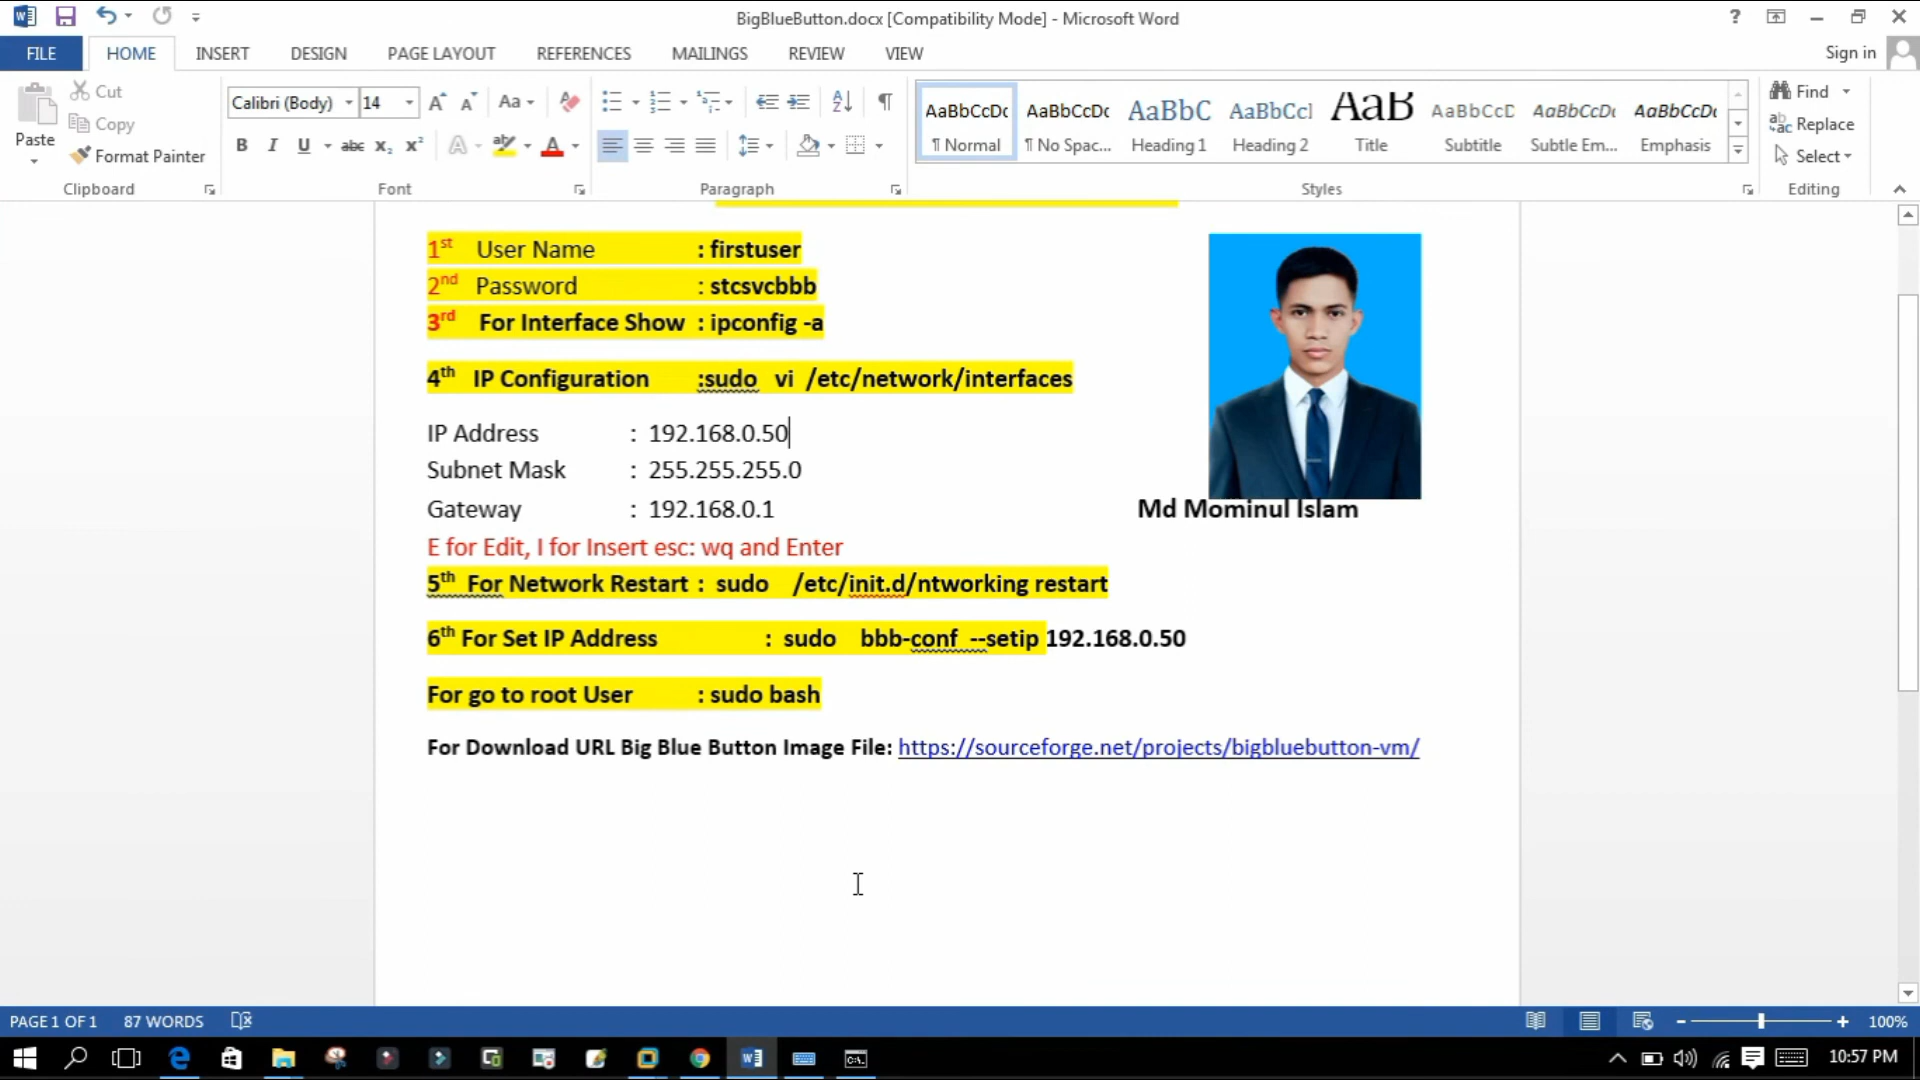 BigBlueButton.docx [Compatibility Mode] - Microsoft Word
?
FILE HOME INSERT DESIGN PAGE LAYOUT REFERENCES MAILINGS REVIEW VIEW Sign in
Paste
Cut
Copy
Format Painter
Clipboard
Calibri (Body) 14
Font
Paragraph
AaBbCcDc AaBbCcDc AaBbC AaBbCcl AaB AaBbCcD AaBbCcDc AaBbCcDc
¶ Normal ¶ No Spac... Heading 1 Heading 2 Title Subtitle Subtle Em... Emphasis
Styles
Find
Replace
Select
Editing
1st User Name : firstuser
2nd Password : stcsvcbbb
3rd For Interface Show : ipconfig -a
4th IP Configuration :sudo vi /etc/network/interfaces
IP Address : 192.168.0.50
Subnet Mask : 255.255.255.0
Gateway : 192.168.0.1
Md Mominul Islam
E for Edit, I for Insert esc: wq and Enter
5th For Network Restart : sudo /etc/init.d/ntworking restart
6th For Set IP Address : sudo bbb-conf --setip 192.168.0.50
For go to root User : sudo bash
For Download URL Big Blue Button Image File: https://sourceforge.net/projects/bigbluebutton-vm/
PAGE 1 OF 1 87 WORDS 100%
10:57 PM